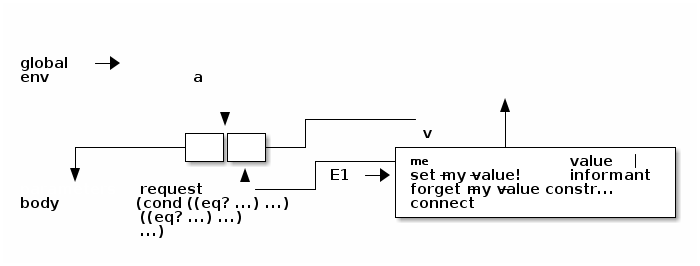 global
env
a
v
me value |
set my value! informant
E1
forget my value constr...
connect
request
(cond ((eq? ...) ...)
((eq? ...) ...)
...)
body